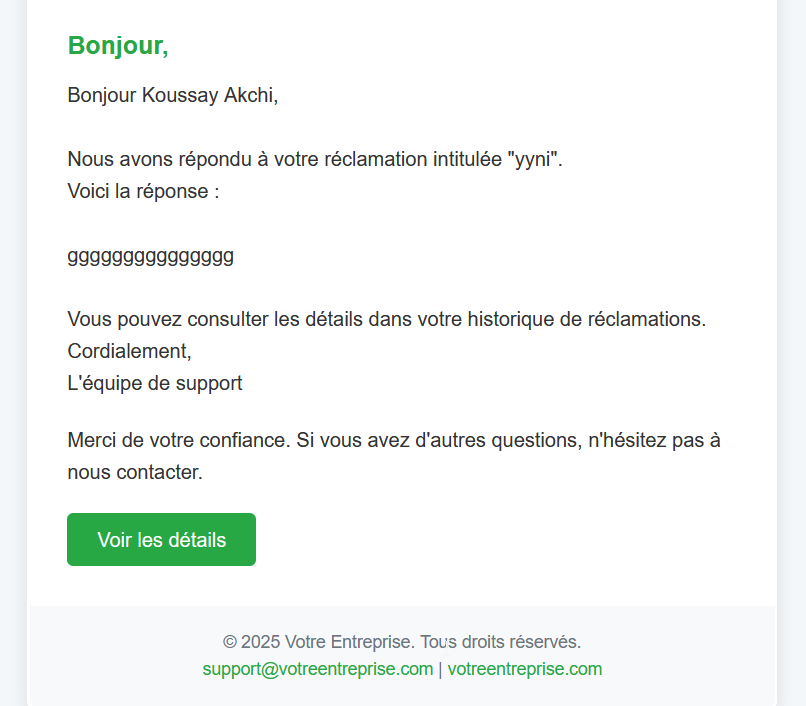 Bonjour,
Bonjour Koussay Akchi,
Nous avons répondu à votre réclamation intitulée "yyni".
Voici la réponse :
ggggggggggggggg
Vous pouvez consulter les détails dans votre historique de réclamations.
Cordialement,
L'équipe de support
Merci de votre confiance. Si vous avez d'autres questions, n'hésitez pas à
nous contacter.
Voir les détails
© 2025 Votre Entreprise. Tous droits réservés.
support@votreentreprise.com | votreentreprise.com